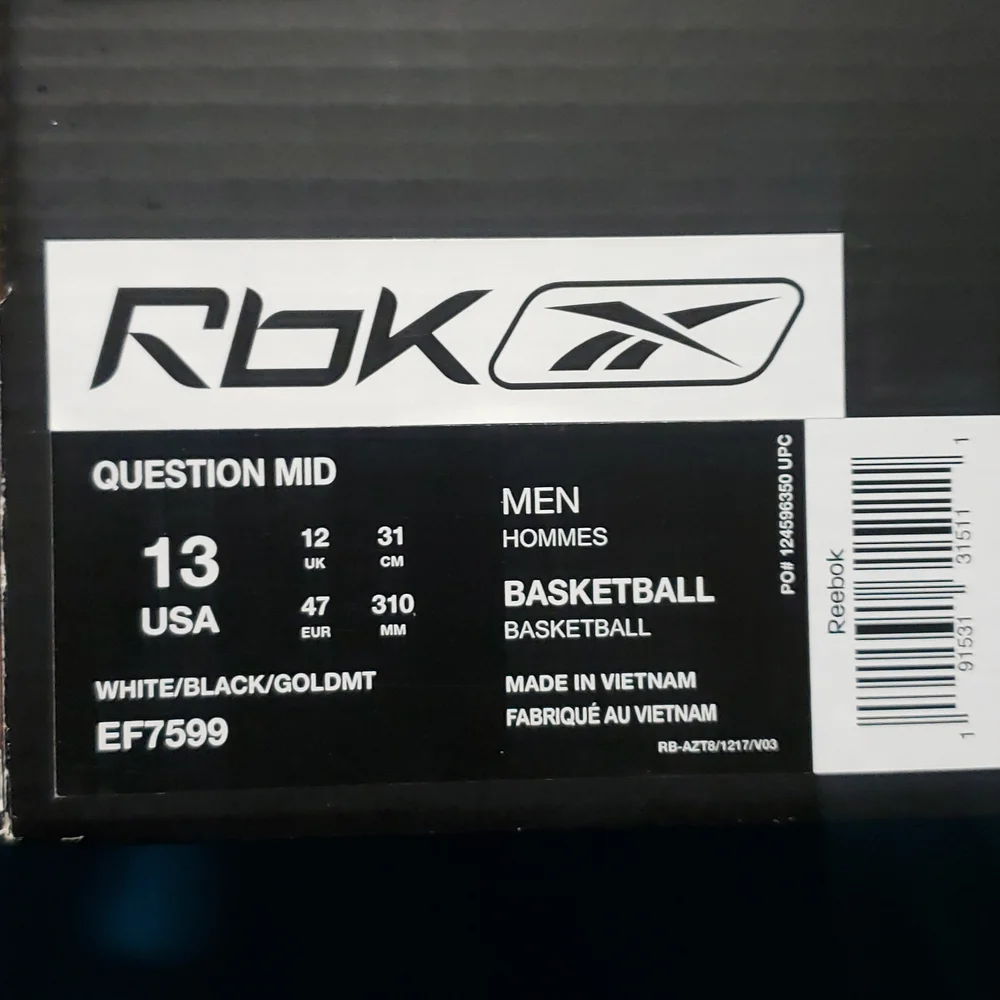 Rbk
QUESTION MID
13
USA
12
UK
31
CM
47
EUR
310
MM
WHITE/BLACK/GOLDMT
EF7599
MEN
HOMMES
BASKETBALL
BASKETBALL
MADE IN VIETNAM
FABRIQUÉ AU VIETNAM
RB-AZT8/1217/V03
PO# 124596350 UPC
Reebok
1 91531 31511 1